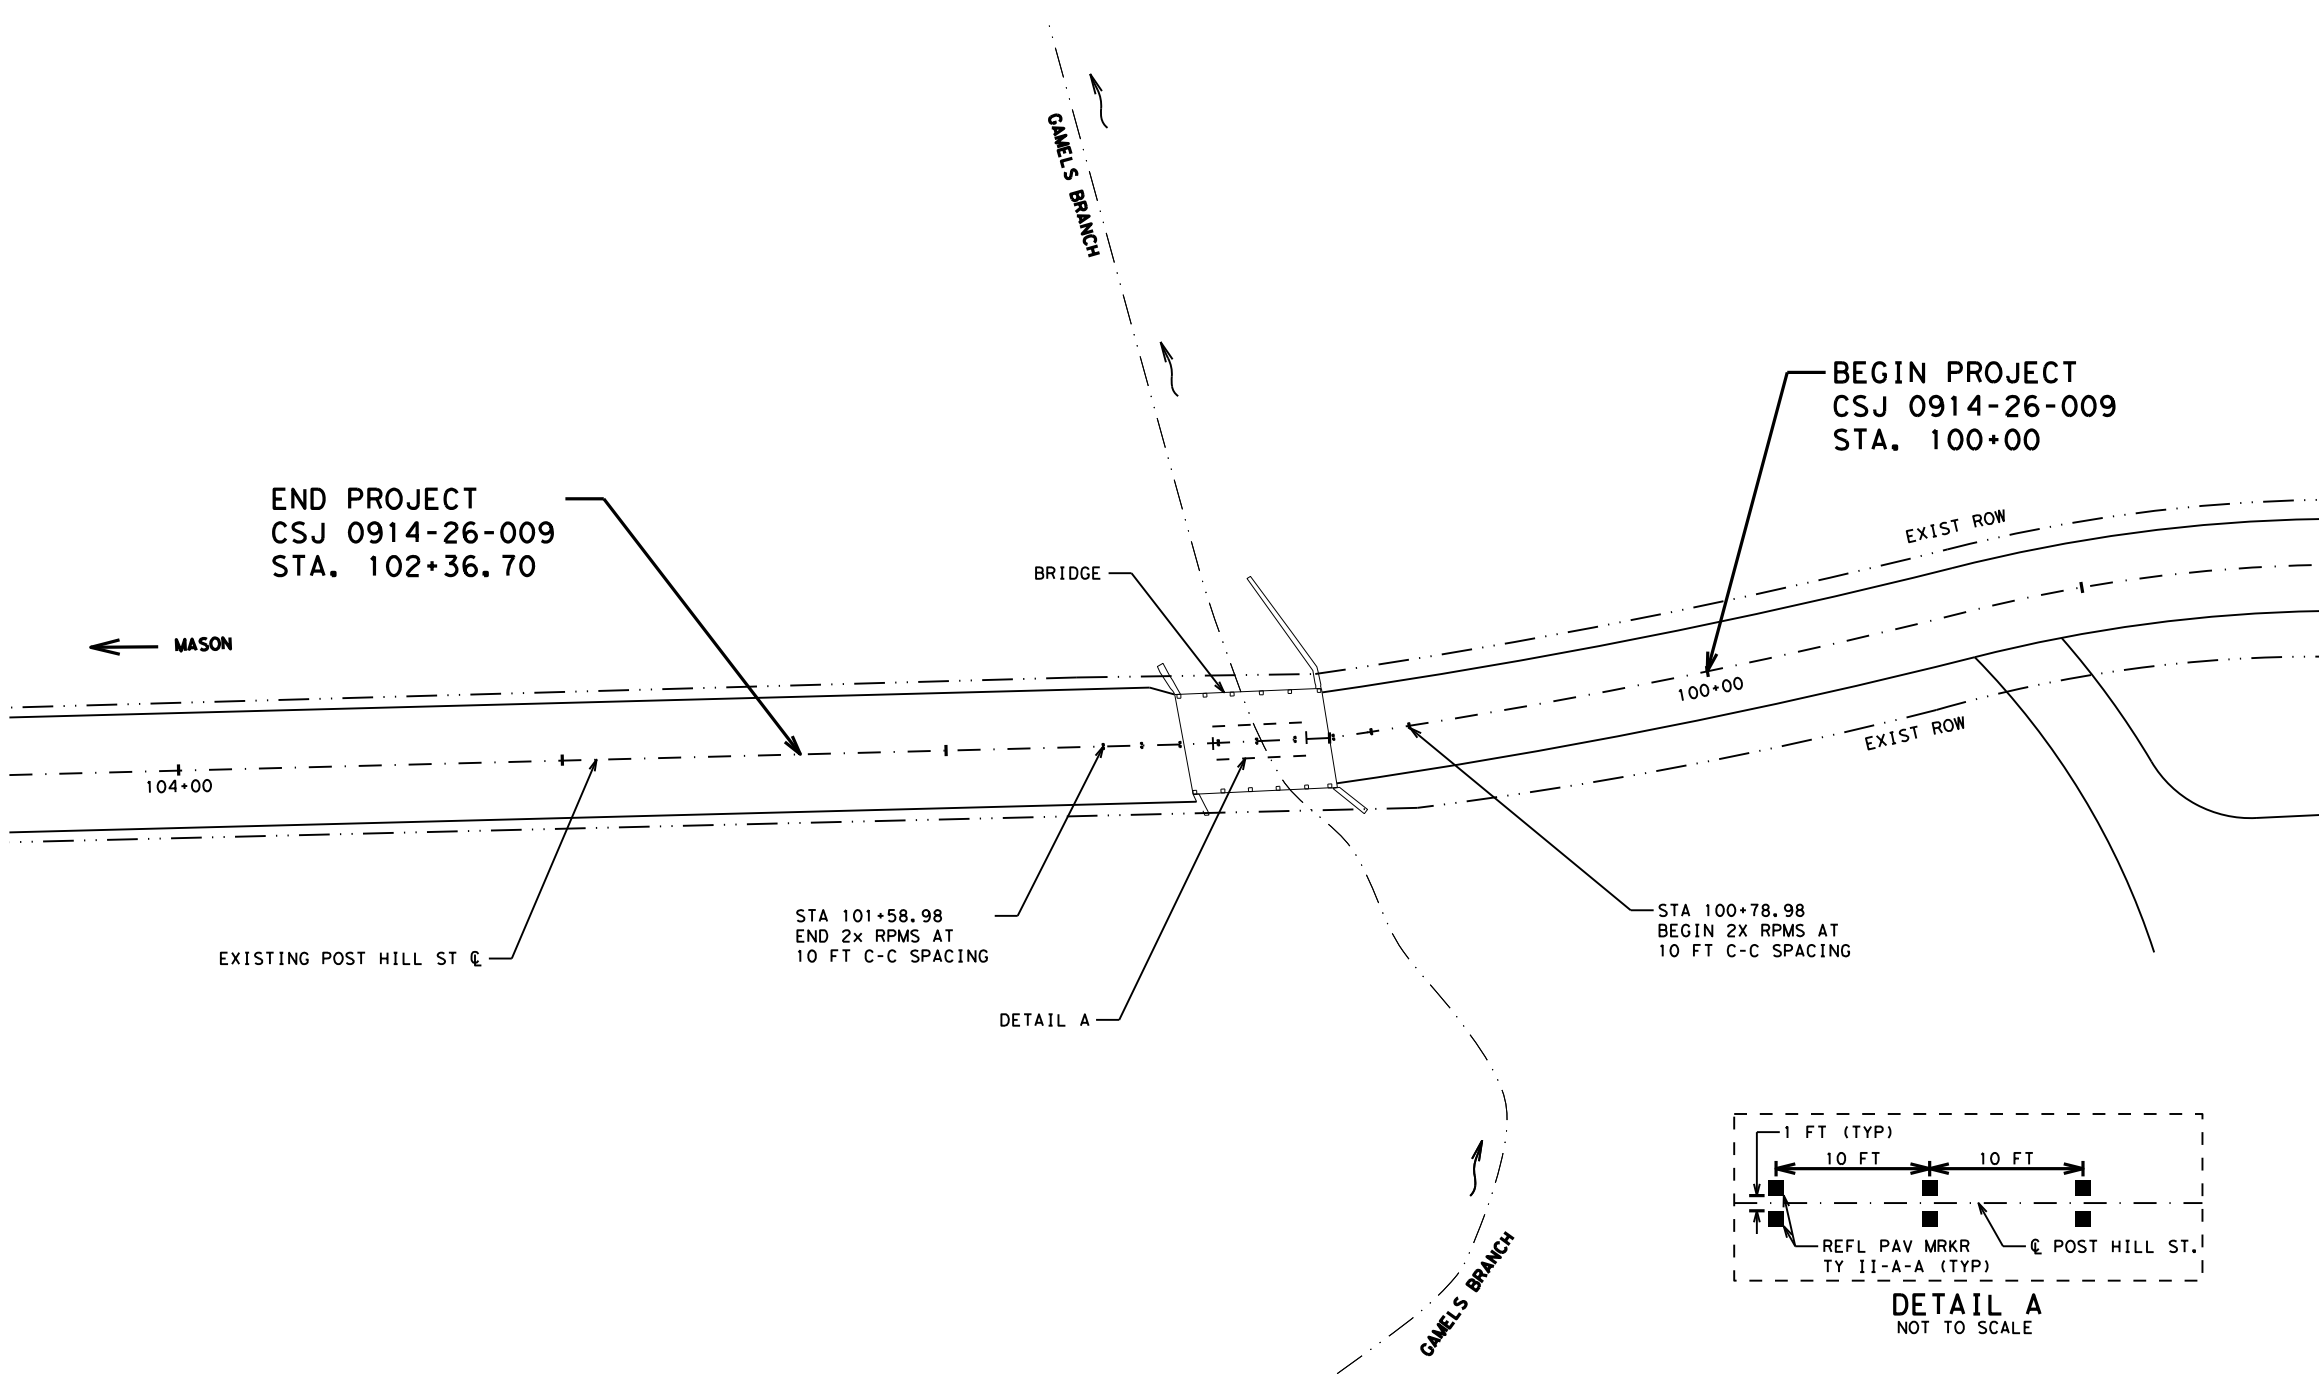 GAMELS BRANCH
BEGIN PROJECT
CSJ 0914-26-009
STA. 100+00
END PROJECT
CSJ 0914-26-009
STA. 102+36.70
EXIST ROW
BRIDGE
MASON
100+00
EXIST ROW
104+00
STA 101+58.98
END 2x RPMS AT
10 FT C-C SPACING
STA 100+78.98
BEGIN 2X RPMS AT
10 FT C-C SPACING
EXISTING POST HILL ST ℄
DETAIL A
1 FT (TYP)
10 FT
10 FT
REFL PAV MRKR
TY II-A-A (TYP)
℄ POST HILL ST.
DETAIL A
NOT TO SCALE
GAMELS BRANCH